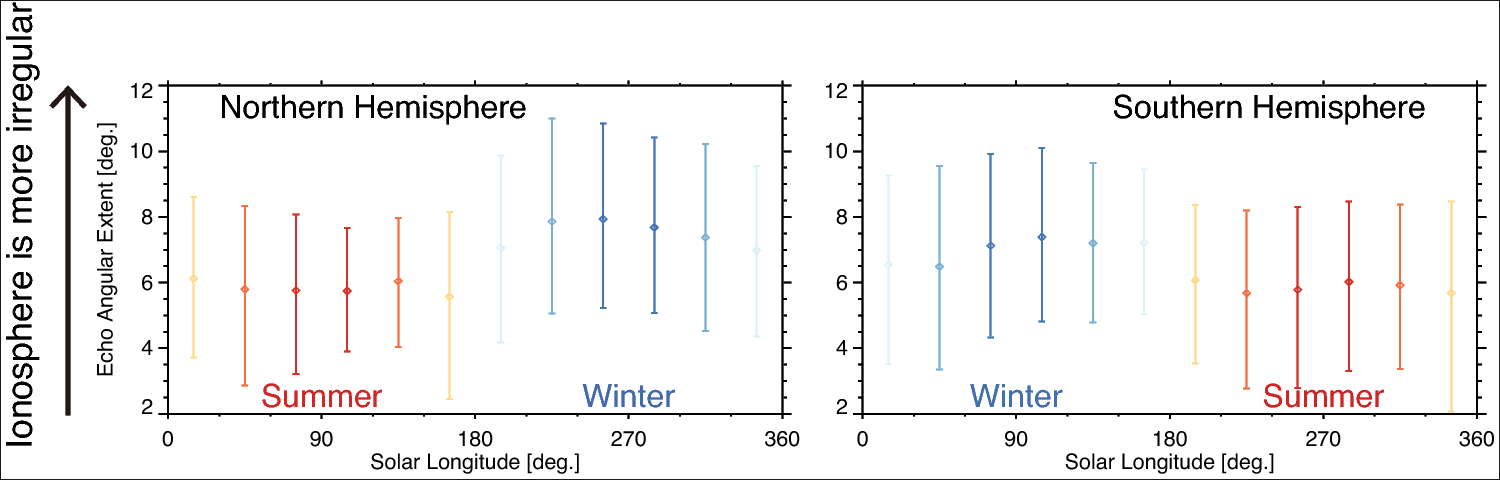 Ionosphere is more irregular
Echo Angular Extent [deg.]
12
10
8
6
4
2
Northern Hemisphere
Summer
Winter
0 90 180 270 360
Solar Longitude [deg.]
12
10
8
6
4
2
Southern Hemisphere
Winter
Summer
0 90 180 270 360
Solar Longitude [deg.]